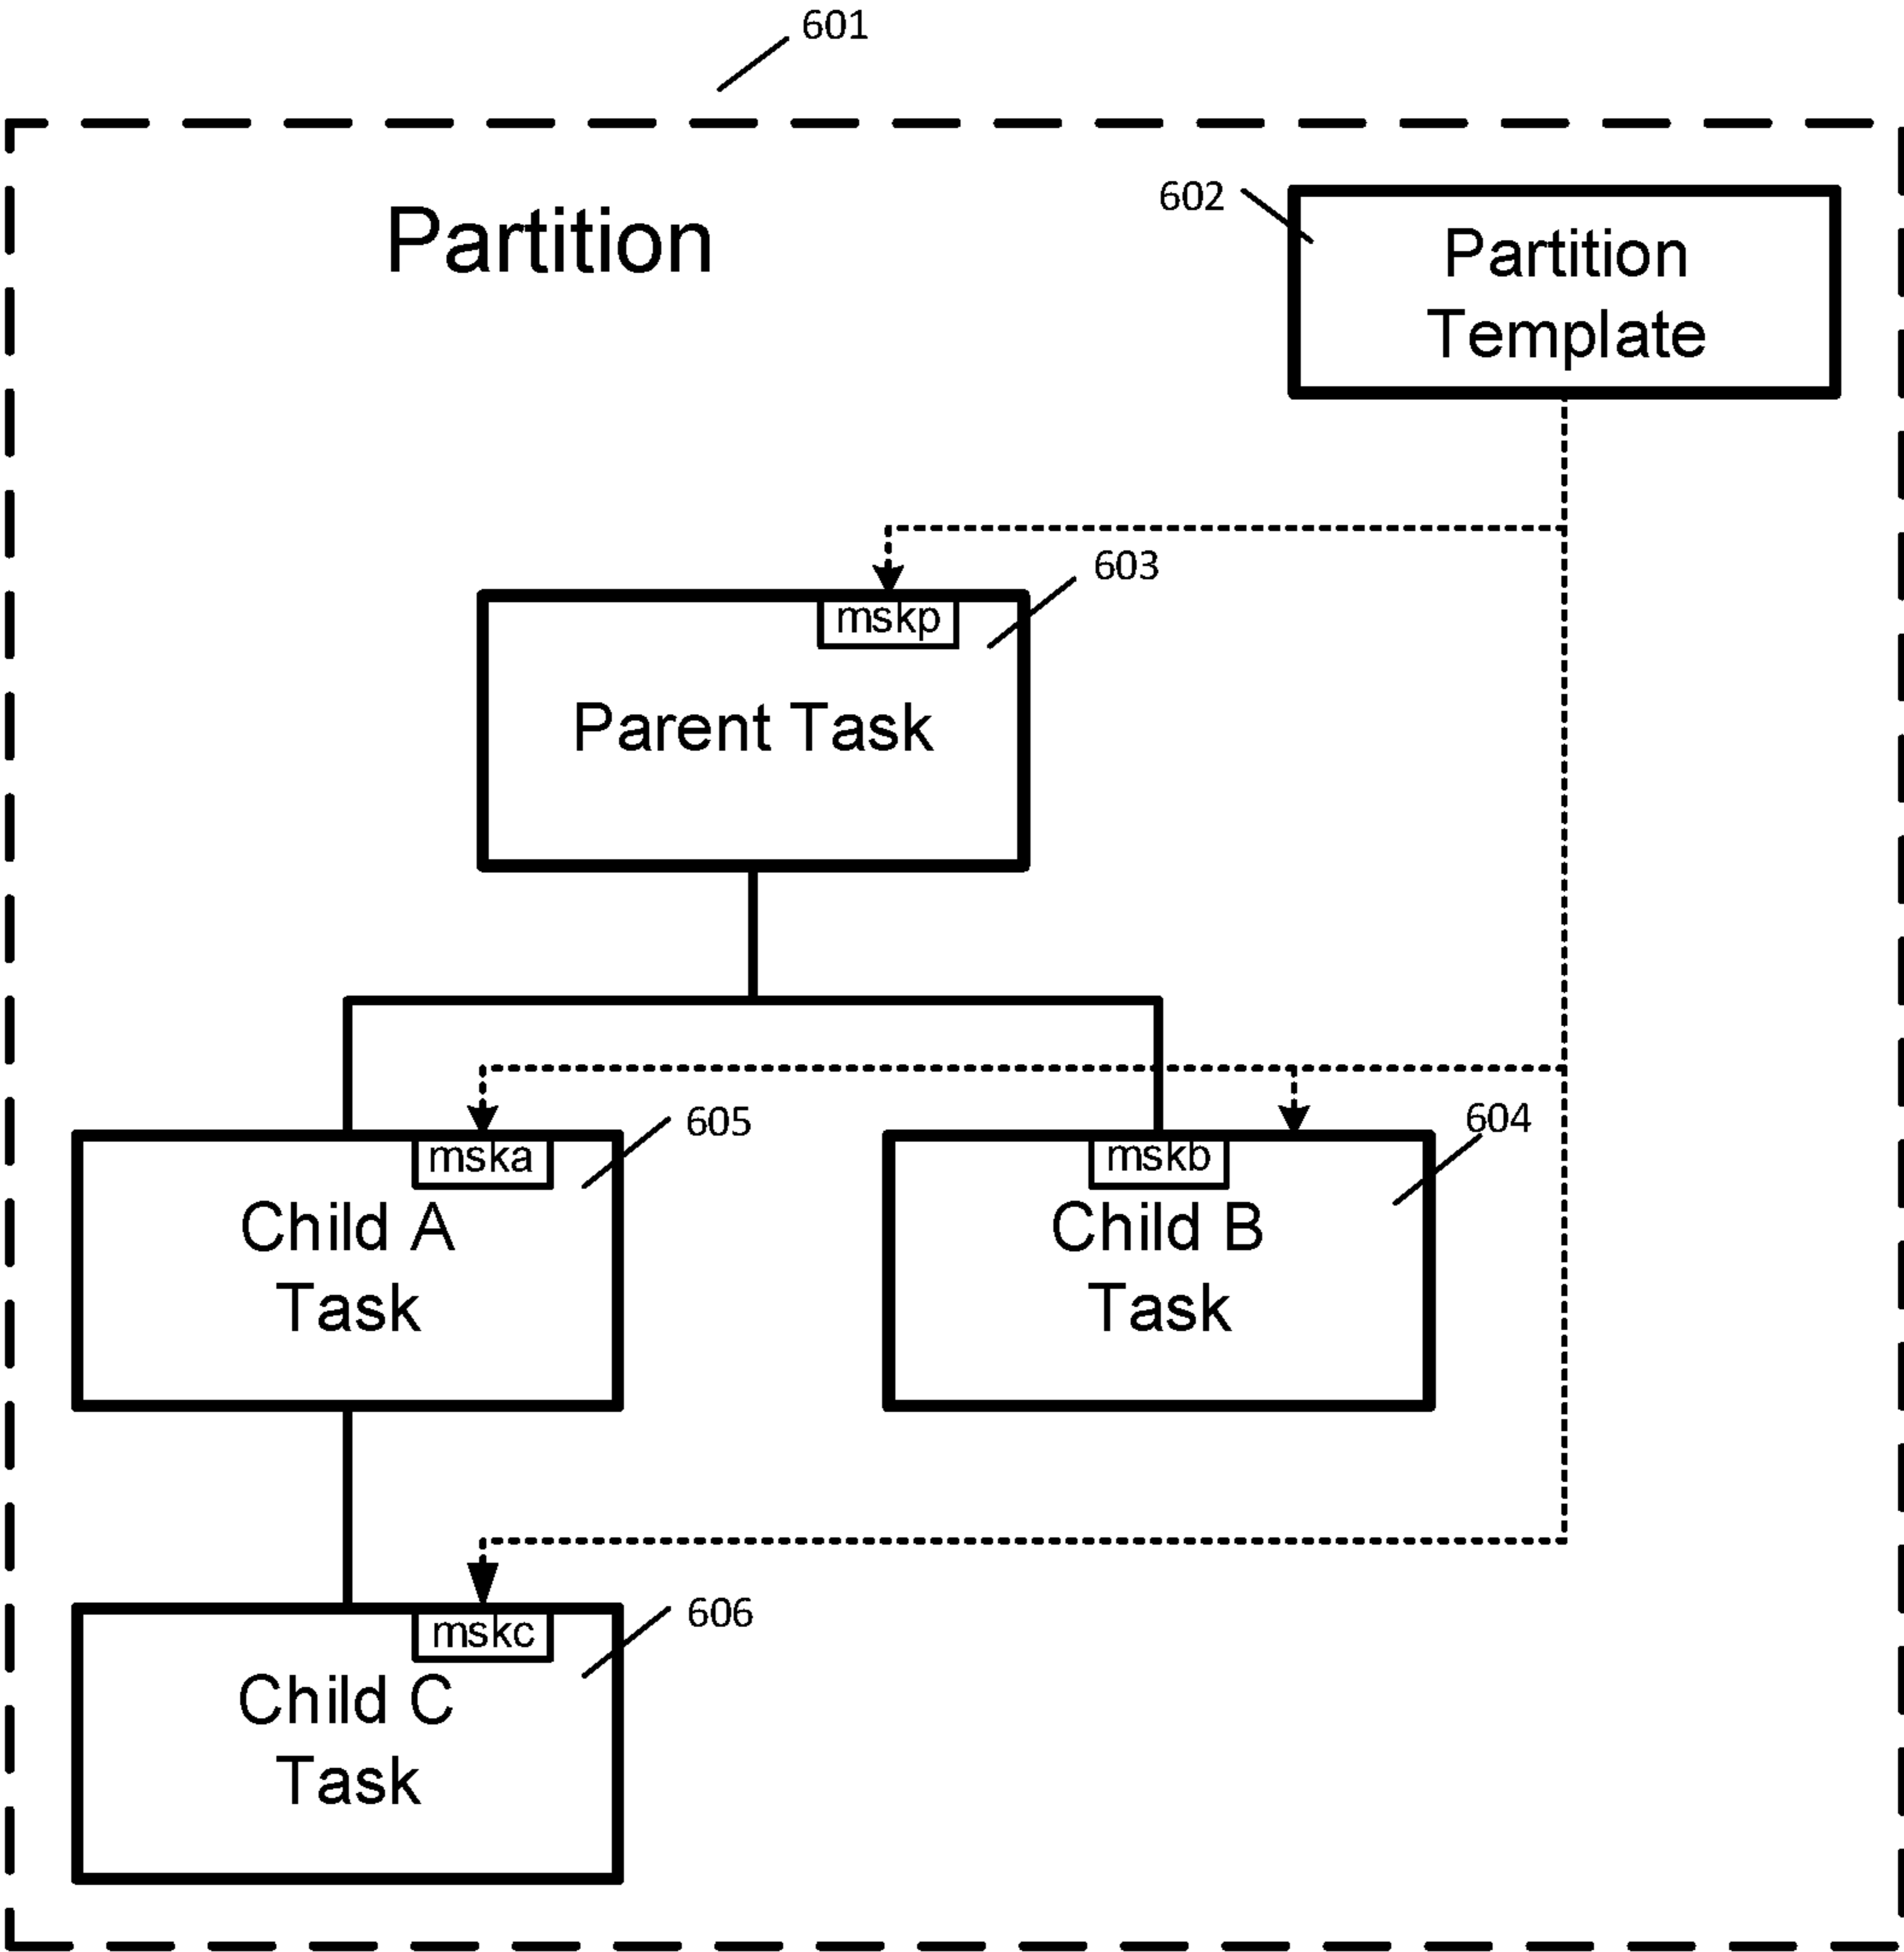 601
Partition
602
Partition
Template
603
mskp
Parent Task
605
604
mska
mskb
Child A
Task
Child B
Task
606
mskc
Child C
Task